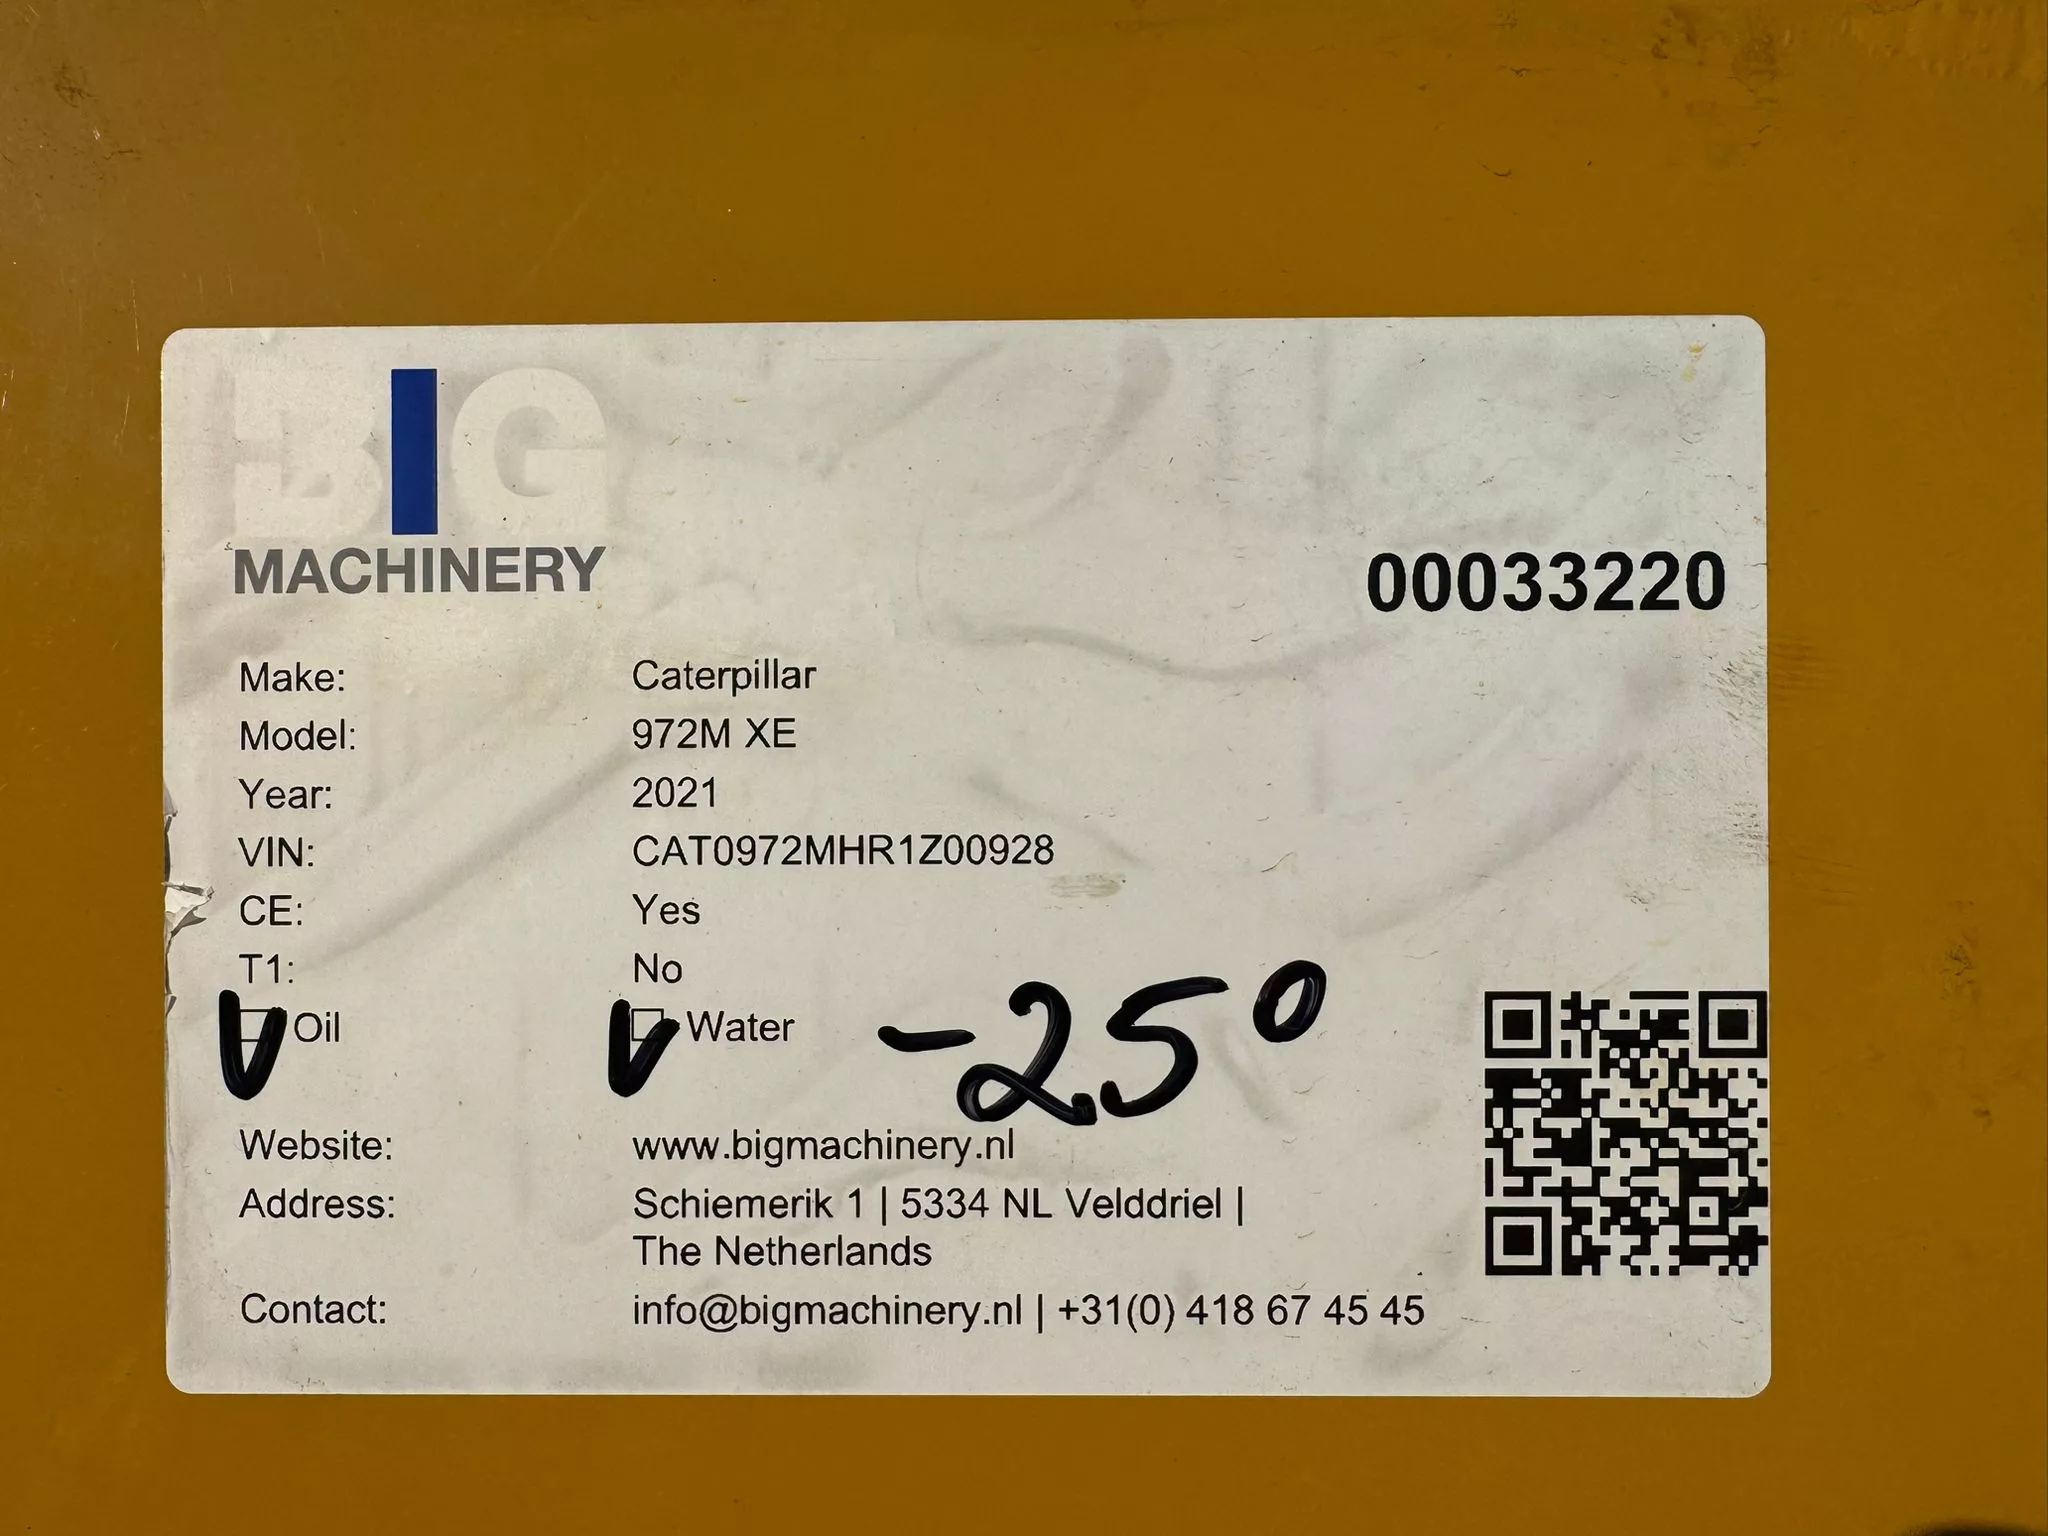 BIG
MACHINERY
00033220
Make: Caterpillar
Model: 972M XE
Year: 2021
VIN: CAT0972MHR1Z00928
CE: Yes
T1: No
Oil Water -25°
Website: www.bigmachinery.nl
Address: Schiemerik 1 | 5334 NL Velddriel |
The Netherlands
Contact: info@bigmachinery.nl | +31(0) 418 67 45 45